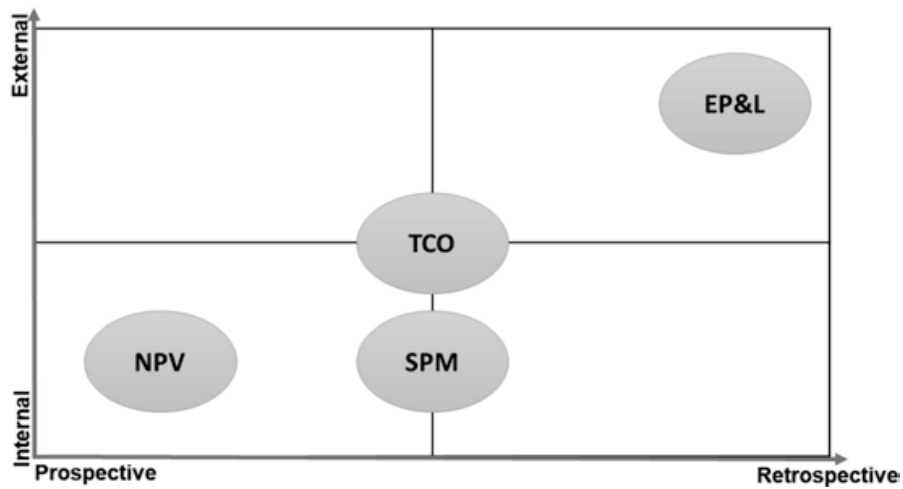 External
EP&L
TCO
NPV
SPM
Internal
Prospective
Retrospective